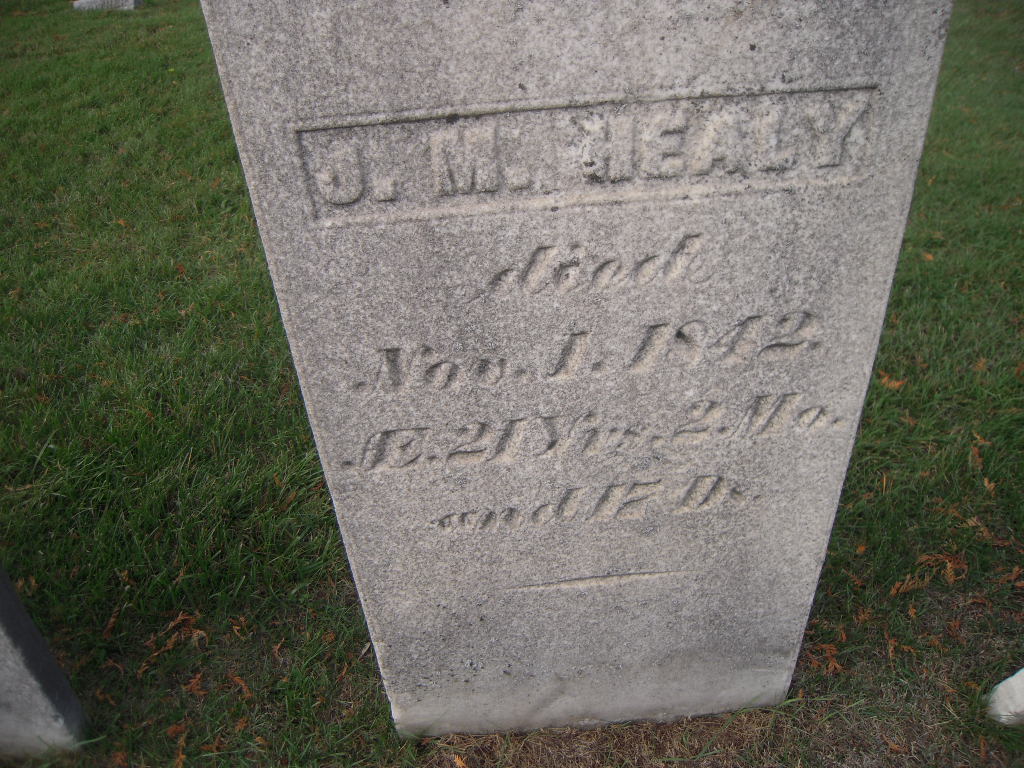 J. M. HEALY
died
Nov. 1. 1842.
Æ. 21 Yrs. 2. Mo.
and 17 Ds.